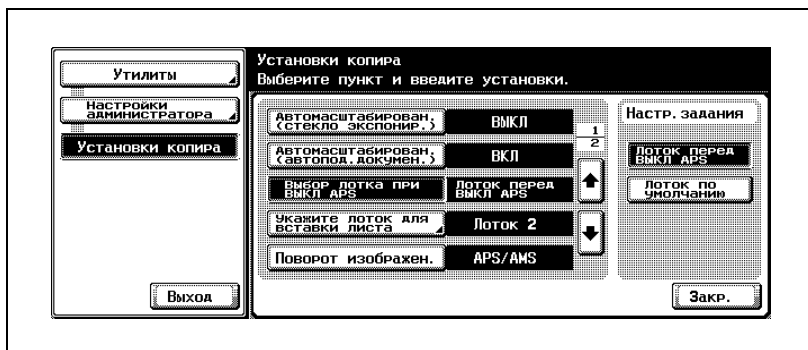 Утилиты
Настройки
администратора
Установки копира
Выход
Установки копира
Выберите пункт и введите установки.
Автомасштабирован.
(стекло экспонир.)
ВЫКЛ
Автомасштабирован.
(автопод.докумен.)
ВКЛ
Выбор лотка при
ВЫКЛ APS
Лоток перед
ВЫКЛ APS
Укажите лоток для
вставки листа
Лоток 2
Поворот изображен.
APS/AMS
1
2
Настр.задания
Лоток перед
ВЫКЛ APS
Лоток по
умолчанию
Закр.